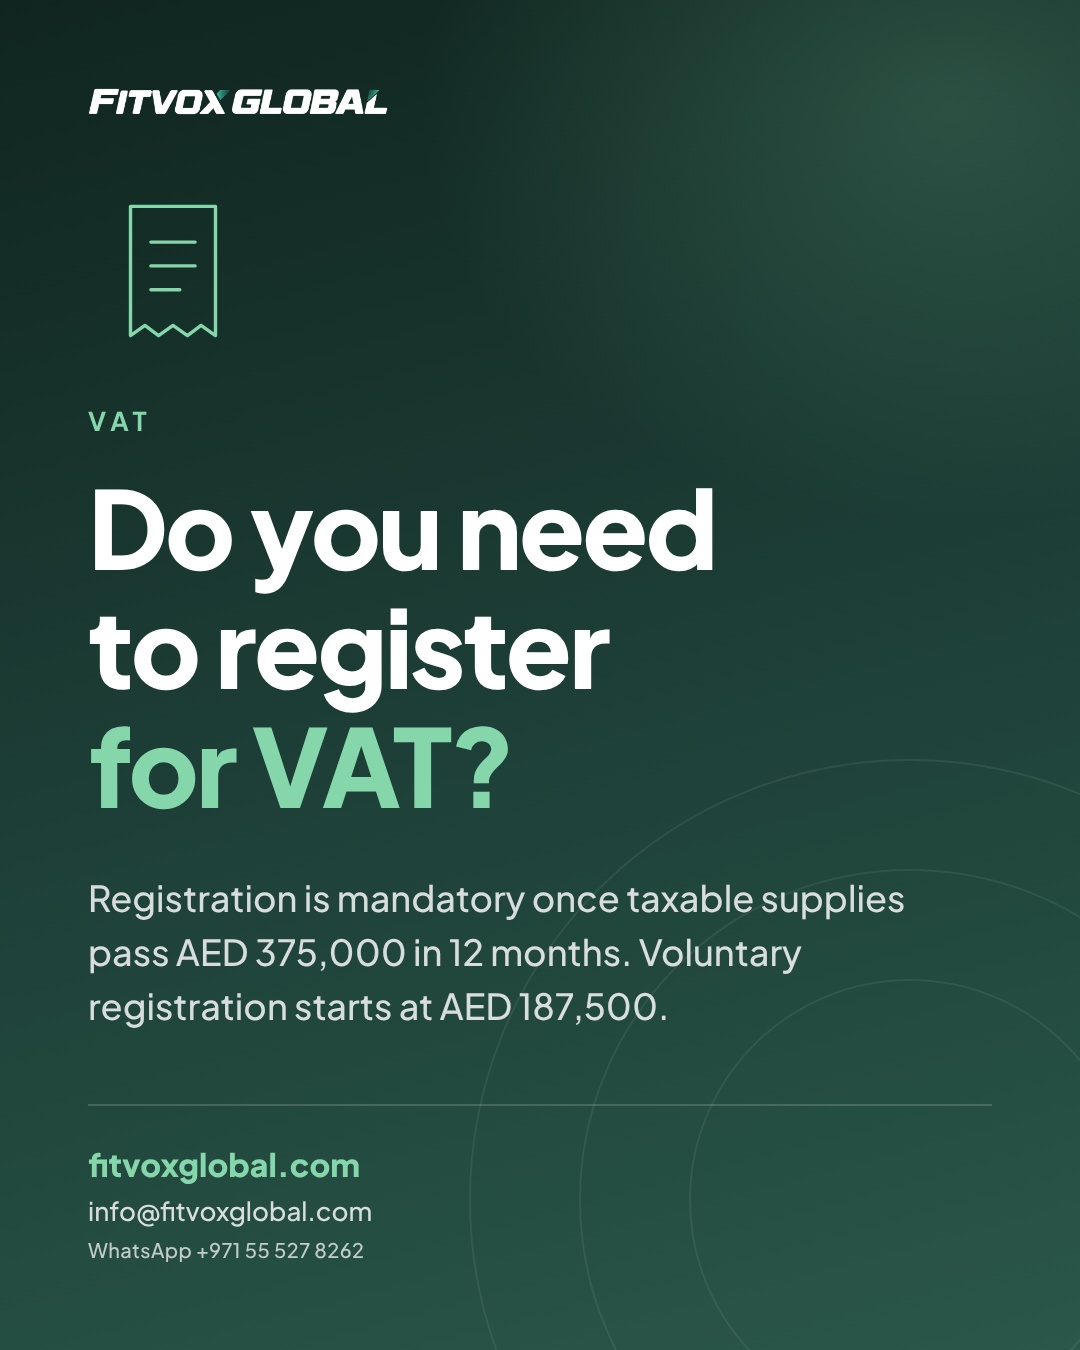 FITVOX GLOBAL
VAT
Do you need
to register
for VAT?
Registration is mandatory once taxable supplies
pass AED 375,000 in 12 months. Voluntary
registration starts at AED 187,500.
fitvoxglobal.com
info@fitvoxglobal.com
WhatsApp +971 55 527 8262